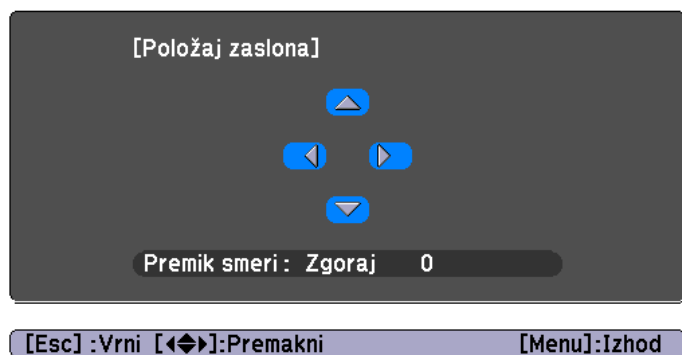 [Položaj zaslona]
Premik smeri: Zgoraj 0
[Esc] :Vrni [◀◆▶]:Premakni [Menu]:Izhod